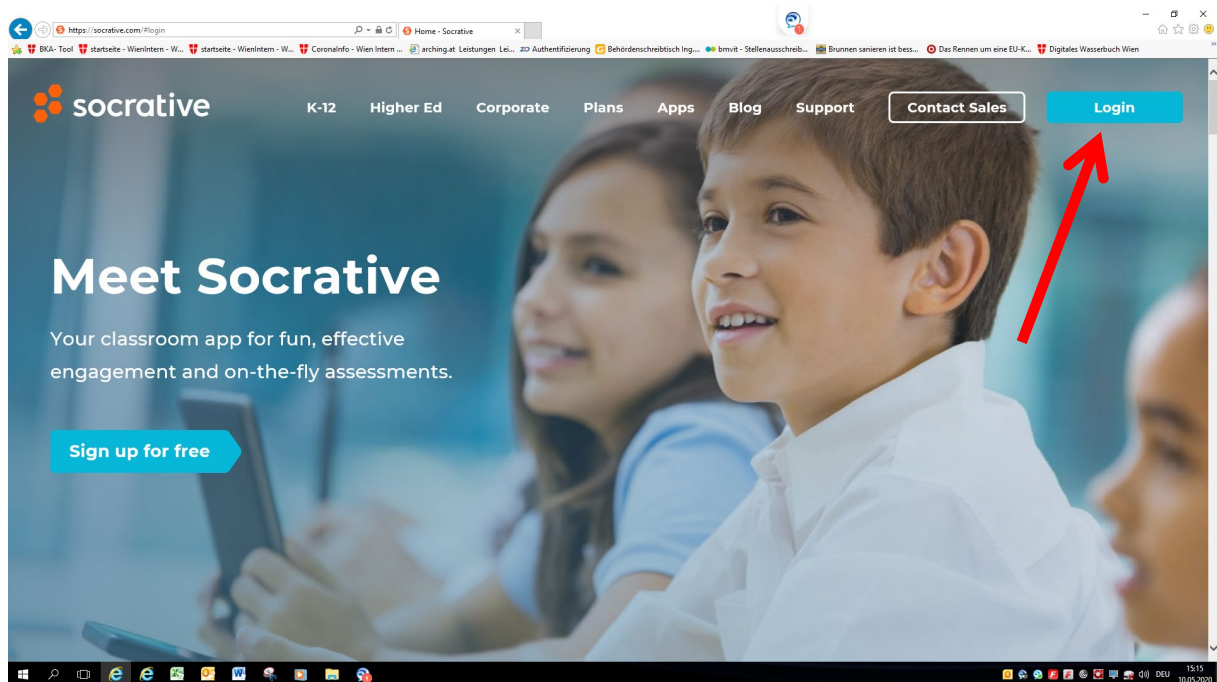 https://socrative.com/#login
Home - Socrative
BKA- Tool startseite - WienIntern - W... startseite - WienIntern - W... CoronaInfo - Wien Intern ... arching.at Leistungen Lei... Authentifizierung Behördenschreibtisch Ing.... bmvit - Stellenausschreib... Brunnen sanieren ist bess... Das Rennen um eine EU-K... Digitales Wasserbuch Wien
socrative K-12 Higher Ed Corporate Plans Apps Blog Support Contact Sales Login
Meet Socrative
Your classroom app for fun, effective
engagement and on-the-fly assessments.
Sign up for free
DEU
15:15
10.05.2020